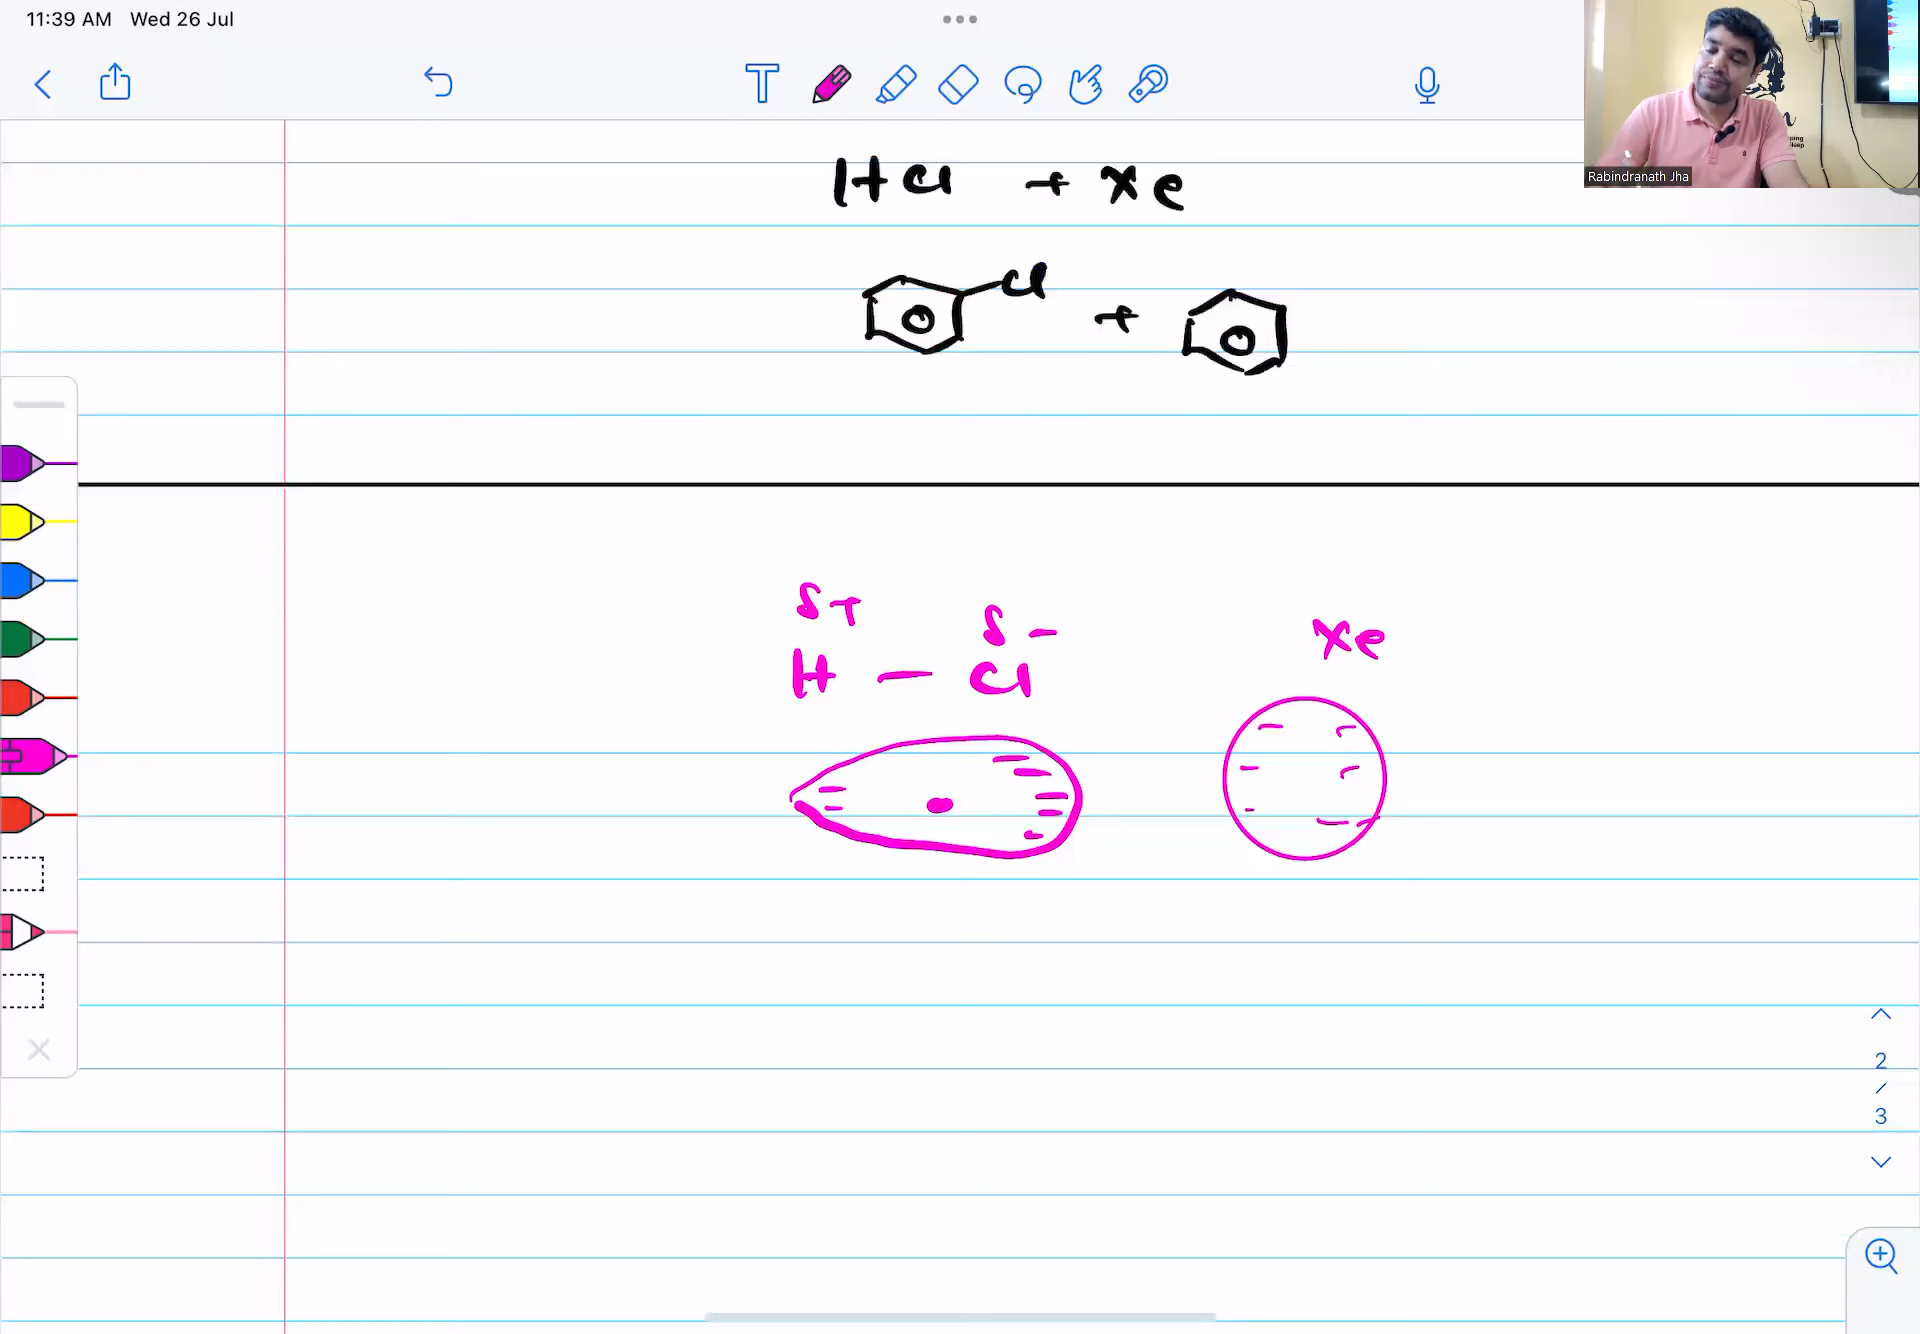 11:39 AM Wed 26 Jul
T
Rabindranath Jha
HCl + Xe
Cl
+
δ+
δ-
Xe
H - Cl
2
/
3